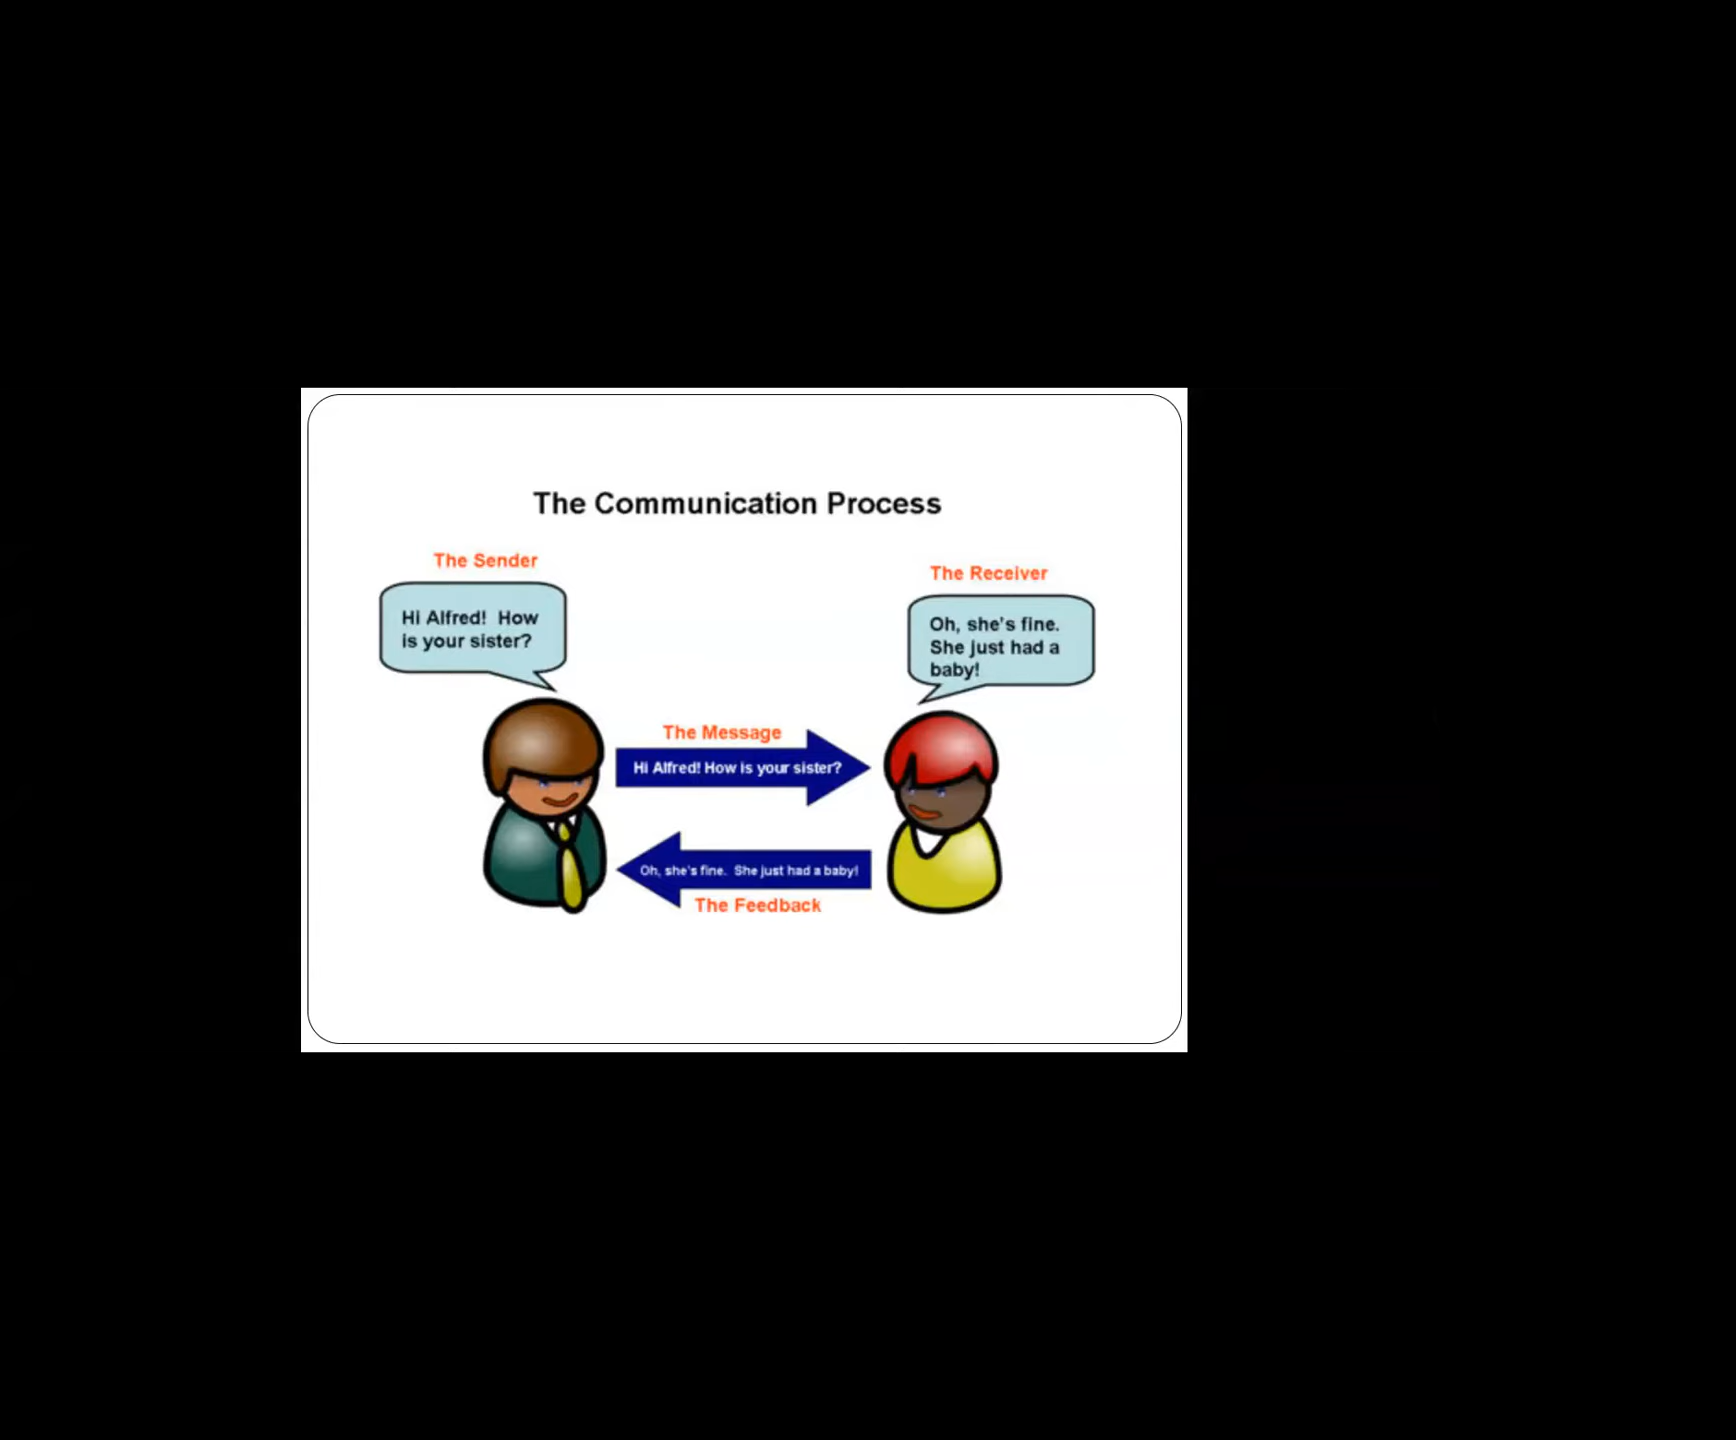 The Communication Process
The Sender
Hi Alfred! How
is your sister?
The Receiver
Oh, she's fine.
She just had a
baby!
The Message
Hi Alfred! How is your sister?
Oh, she's fine. She just had a baby!
The Feedback